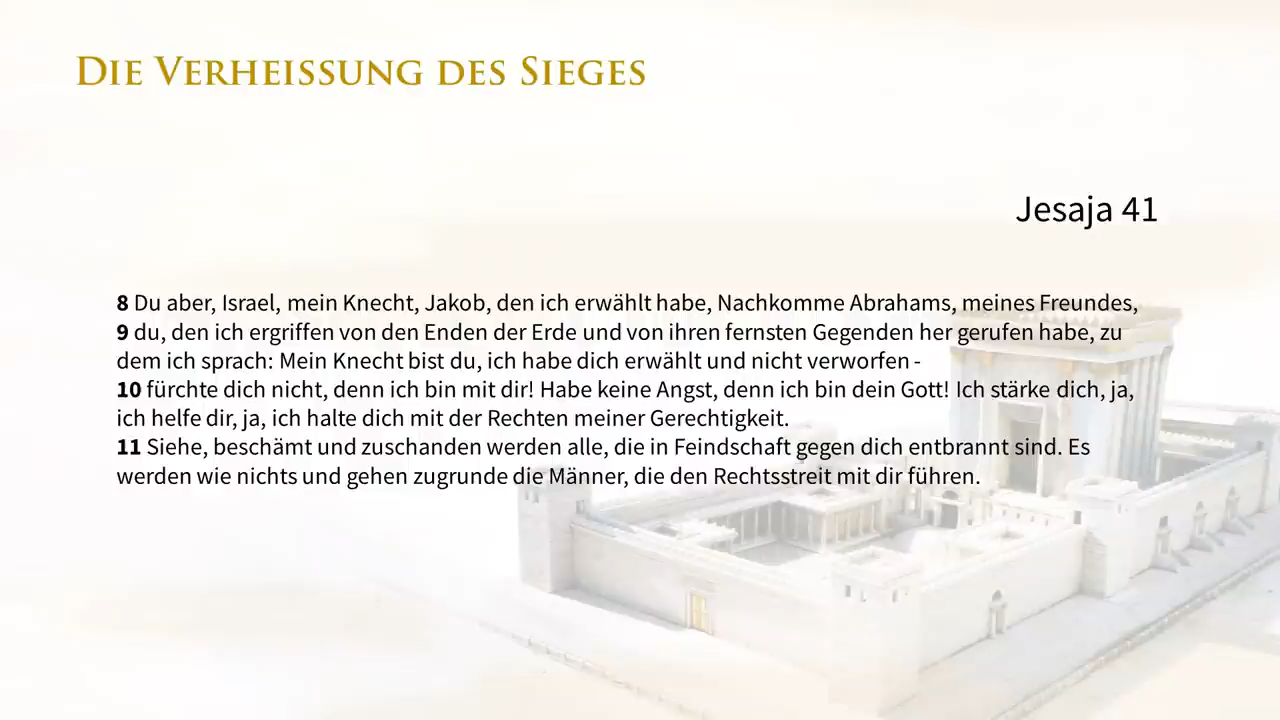 Die Verheissung des Sieges
Jesaja 41
8 Du aber, Israel, mein Knecht, Jakob, den ich erwählt habe, Nachkomme Abrahams, meines Freundes,
9 du, den ich ergriffen von den Enden der Erde und von ihren fernsten Gegenden her gerufen habe, zu
dem ich sprach: Mein Knecht bist du, ich habe dich erwählt und nicht verworfen -
10 fürchte dich nicht, denn ich bin mit dir! Habe keine Angst, denn ich bin dein Gott! Ich stärke dich, ja,
ich helfe dir, ja, ich halte dich mit der Rechten meiner Gerechtigkeit.
11 Siehe, beschämt und zuschanden werden alle, die in Feindschaft gegen dich entbrannt sind. Es
werden wie nichts und gehen zugrunde die Männer, die den Rechtsstreit mit dir führen.